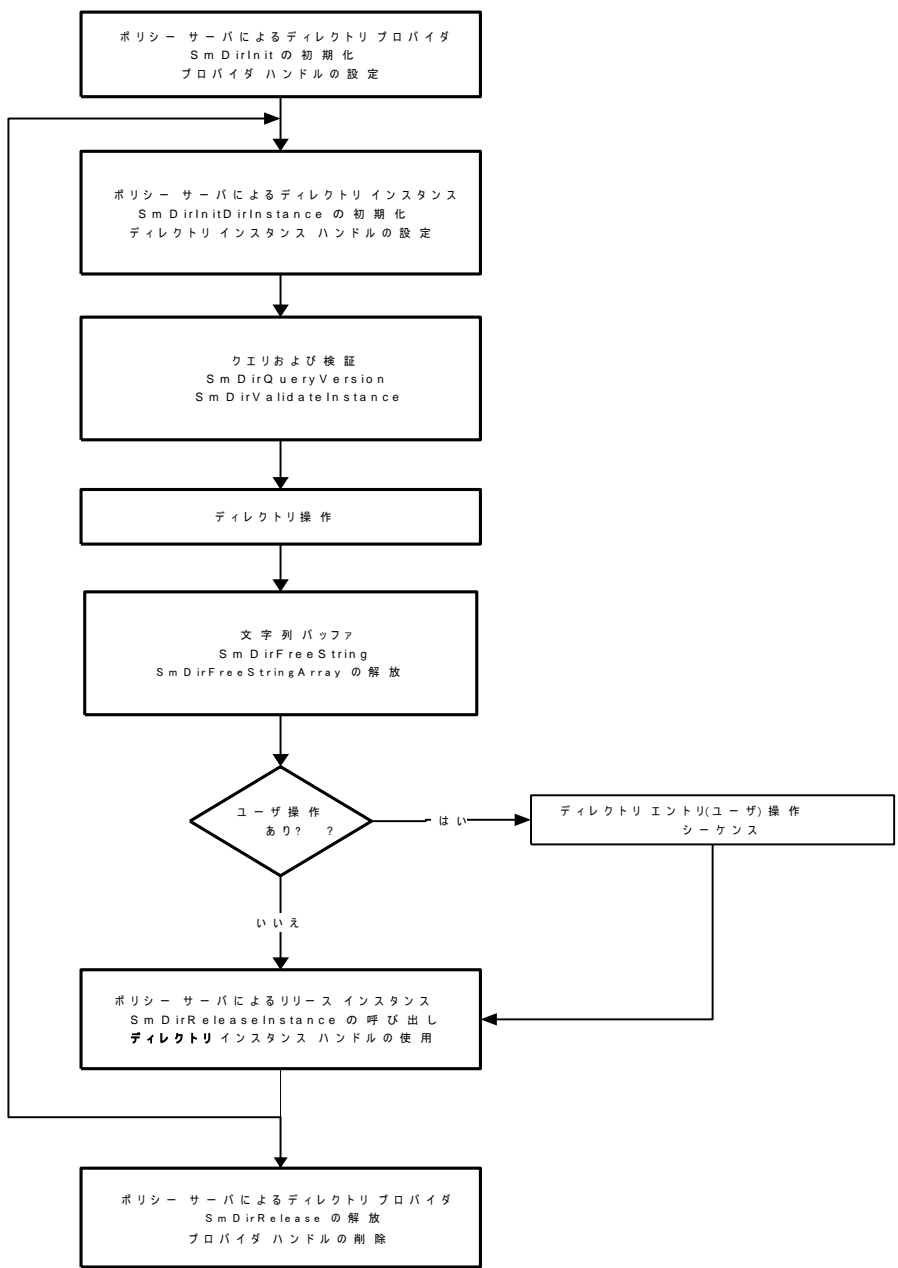 ポリシー サーバによるディレクトリ プロバイダ
SmDirInit の初期化
プロバイダ ハンドルの設定
ポリシー サーバによるディレクトリ インスタンス
SmDirInitDirInstance の初期化
ディレクトリ インスタンス ハンドルの設定
クエリおよび検証
SmDirQueryVersion
SmDirValidateInstance
ディレクトリ操作
文字列バッファ
SmDirFreeString
SmDirFreeStringArray の解放
ユーザ操作
あり? ?
はい
ディレクトリ エントリ(ユーザ) 操作
シーケンス
いいえ
ポリシー サーバによるリリース インスタンス
SmDirReleaseInstance の呼び出し
ディレクトリ インスタンス ハンドルの使用
ポリシー サーバによるディレクトリ プロバイダ
SmDirRelease の解放
プロバイダ ハンドルの削除